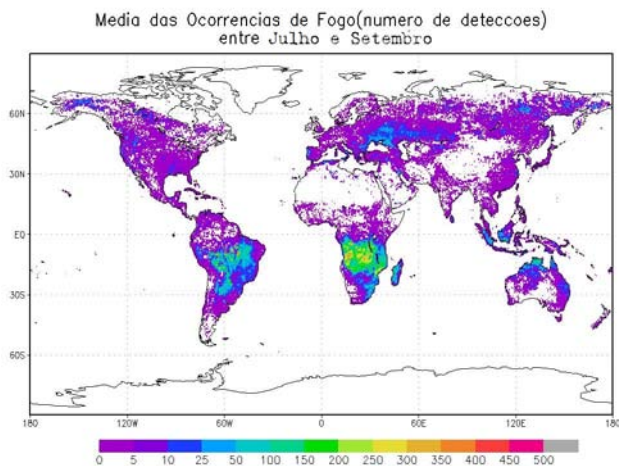 Media das Ocorrencias de Fogo(numero de deteccoes)
entre Julho e Setembro
60N
30N
EQ
30S
60S
180 120W 60W 0 60E 120E 180
0 5 10 25 50 100 150 200 250 300 350 400 450 500